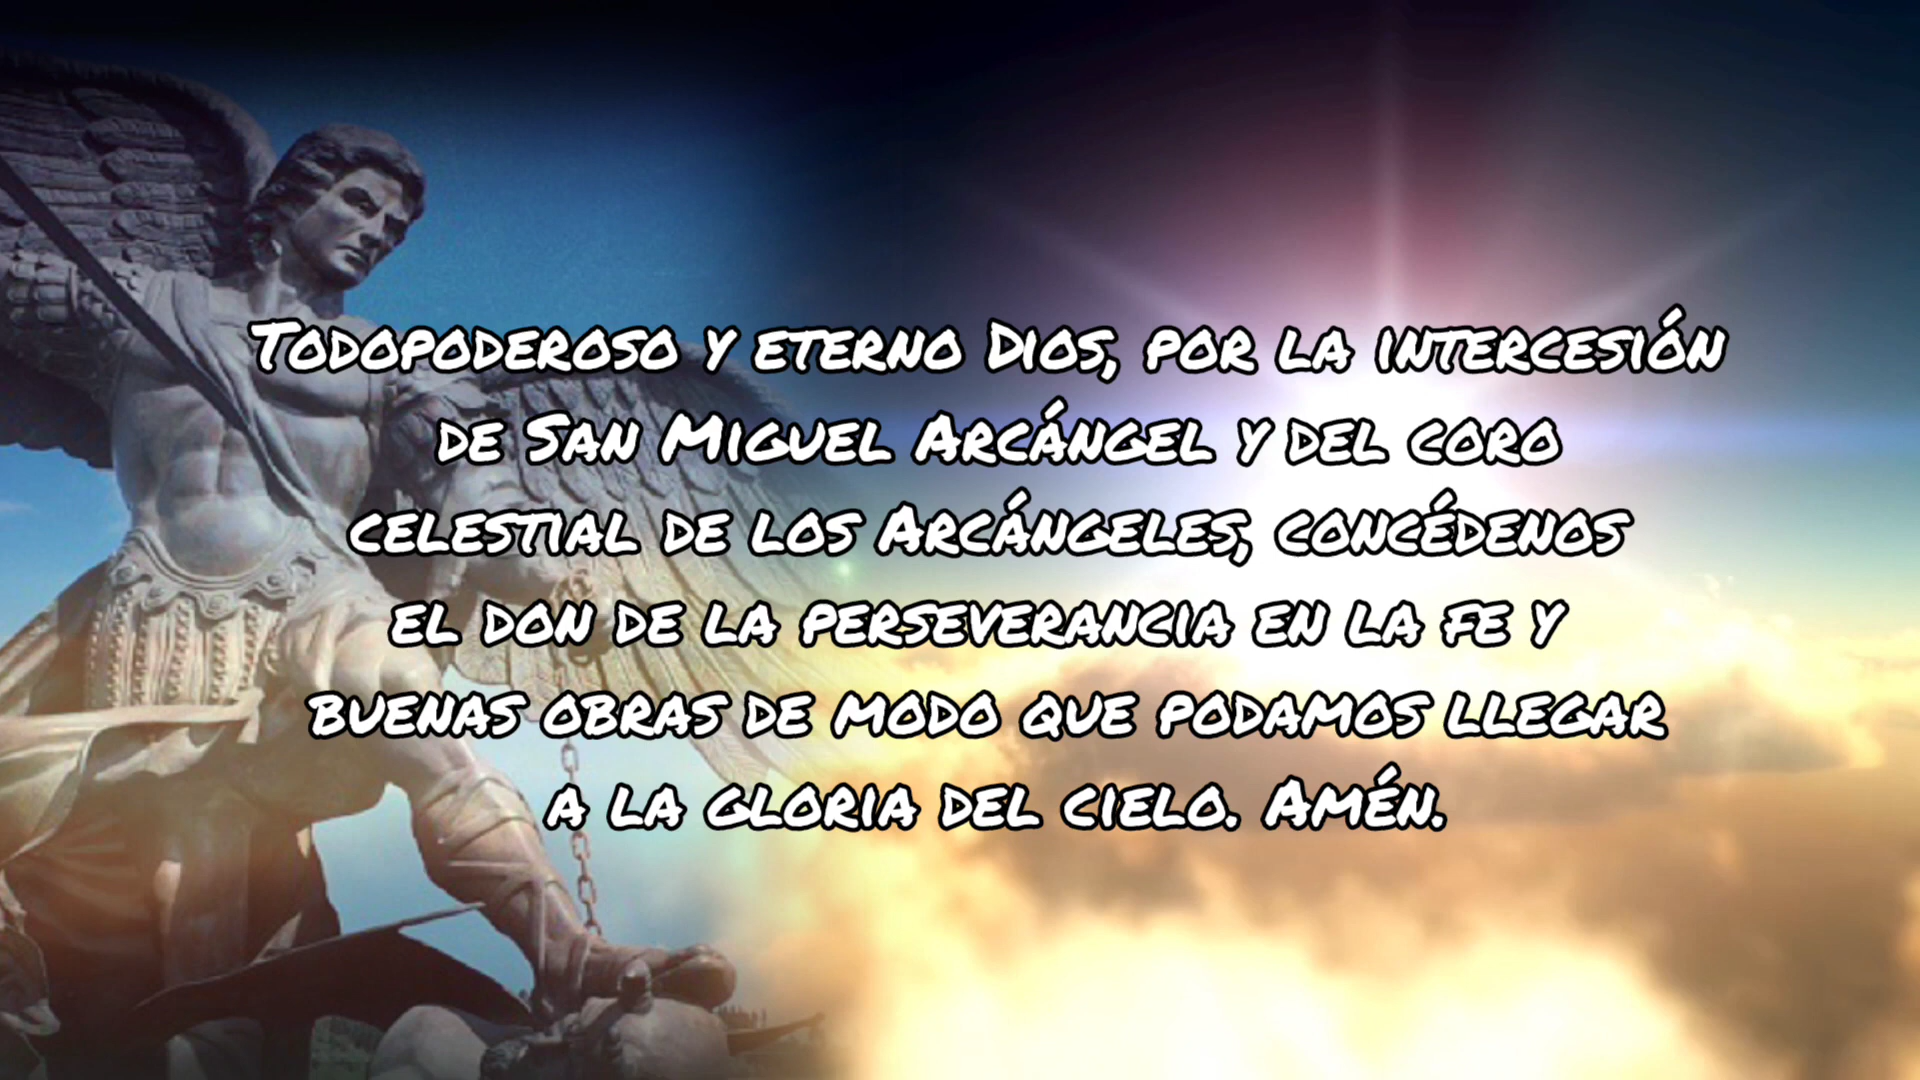 Todopoderoso y eterno Dios, por la intercesión
de San Miguel Arcángel y del coro
celestial de los Arcángeles, concédenos
el don de la perseverancia en la fe y
buenas obras de modo que podamos llegar
a la gloria del cielo. Amén.